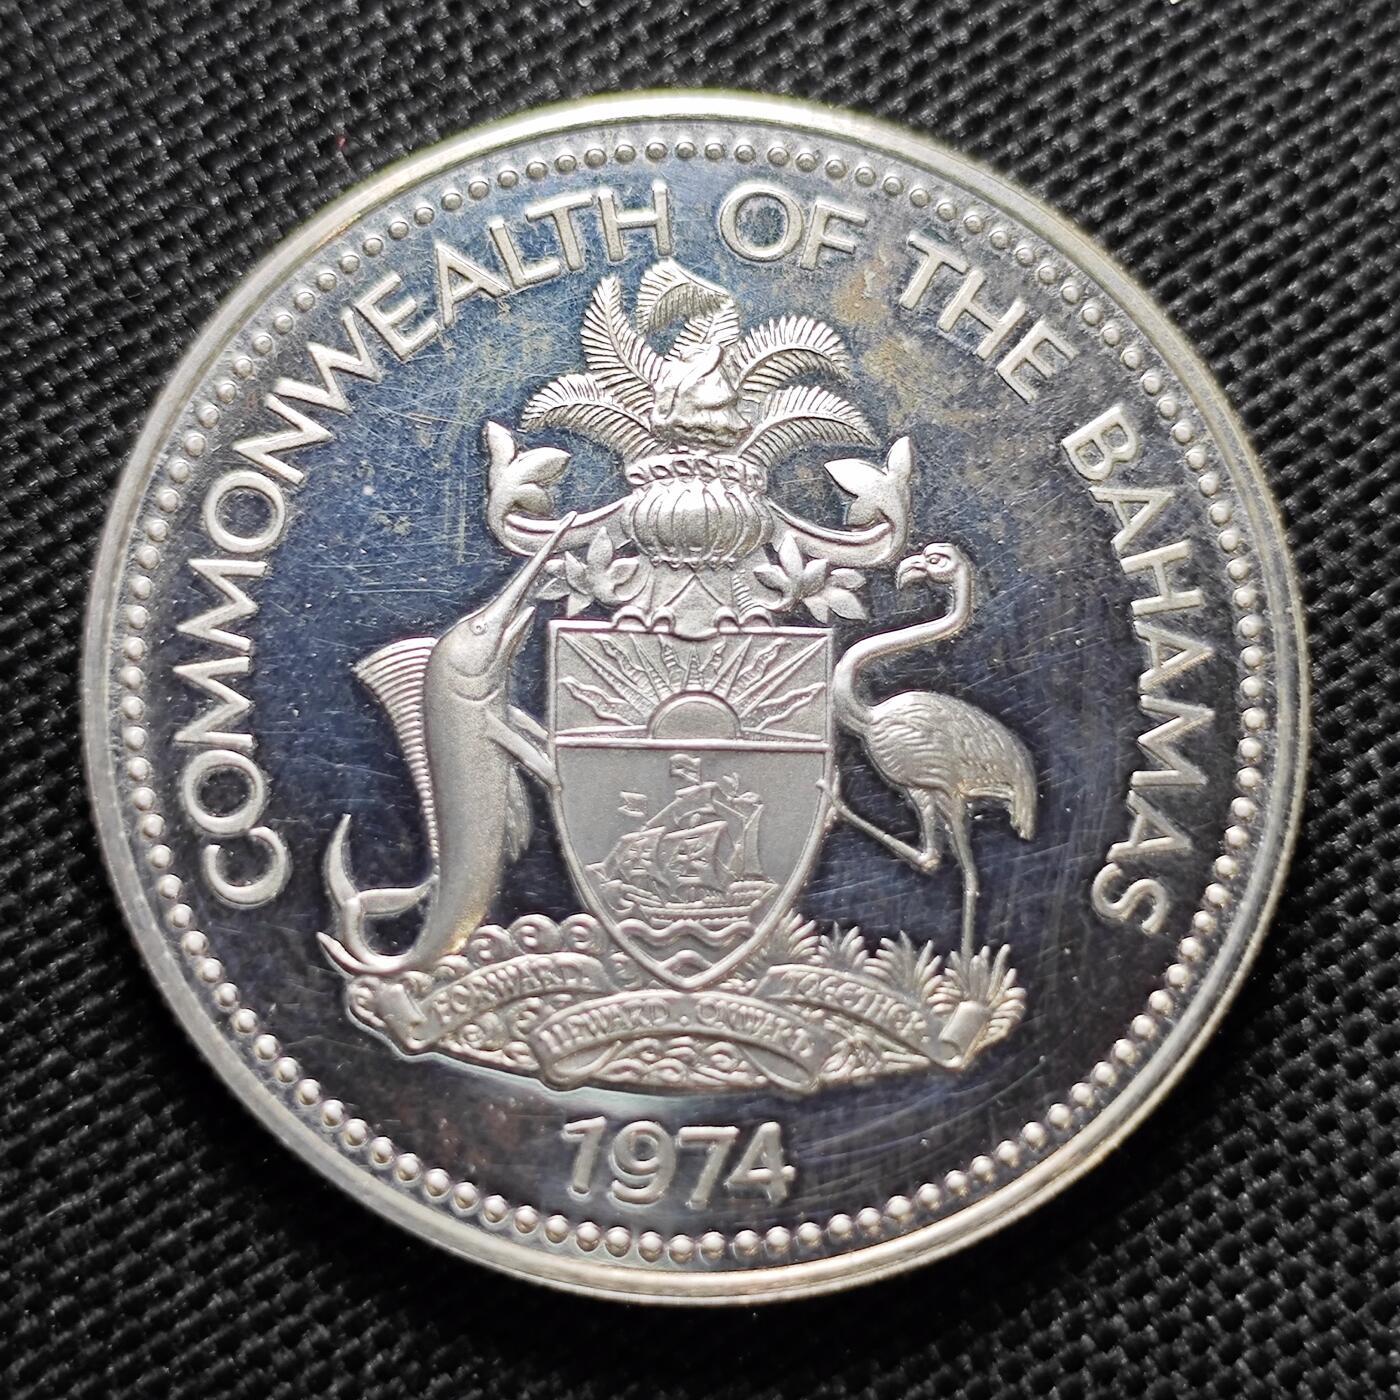 COMMONWEALTH OF THE BAHAMAS
FORWARD. UPWARD. ONWARD. TOGETHER
1974